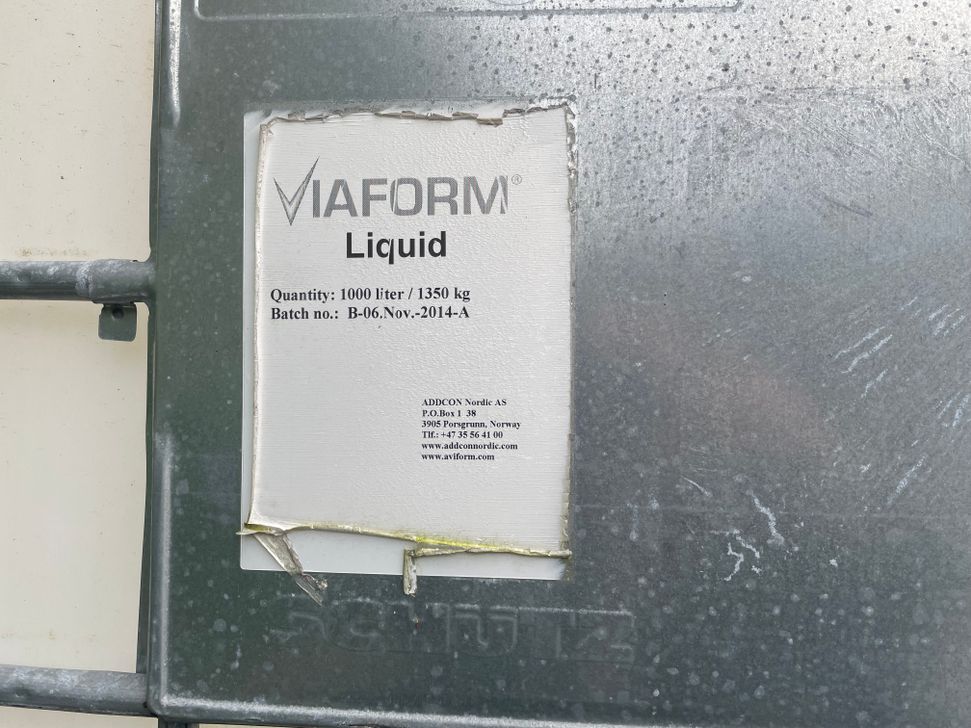 VIAFORM®
Liquid
Quantity: 1000 liter / 1350 kg
Batch no.: B-06.Nov.-2014-A
ADDCON Nordic AS
P.O.Box 1 38
3905 Porsgrunn, Norway
Tlf.: +47 35 56 41 00
www.addconnordic.com
www.aviform.com
SCHÜTZ